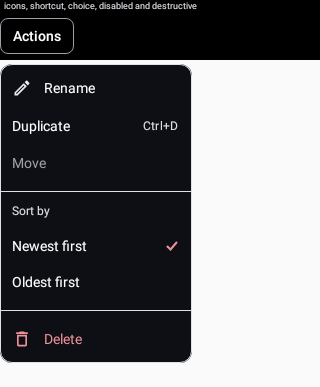 icons, shortcut, choice, disabled and destructive
Actions
Rename
Duplicate Ctrl+D
Move
Sort by
Newest first
Oldest first
Delete